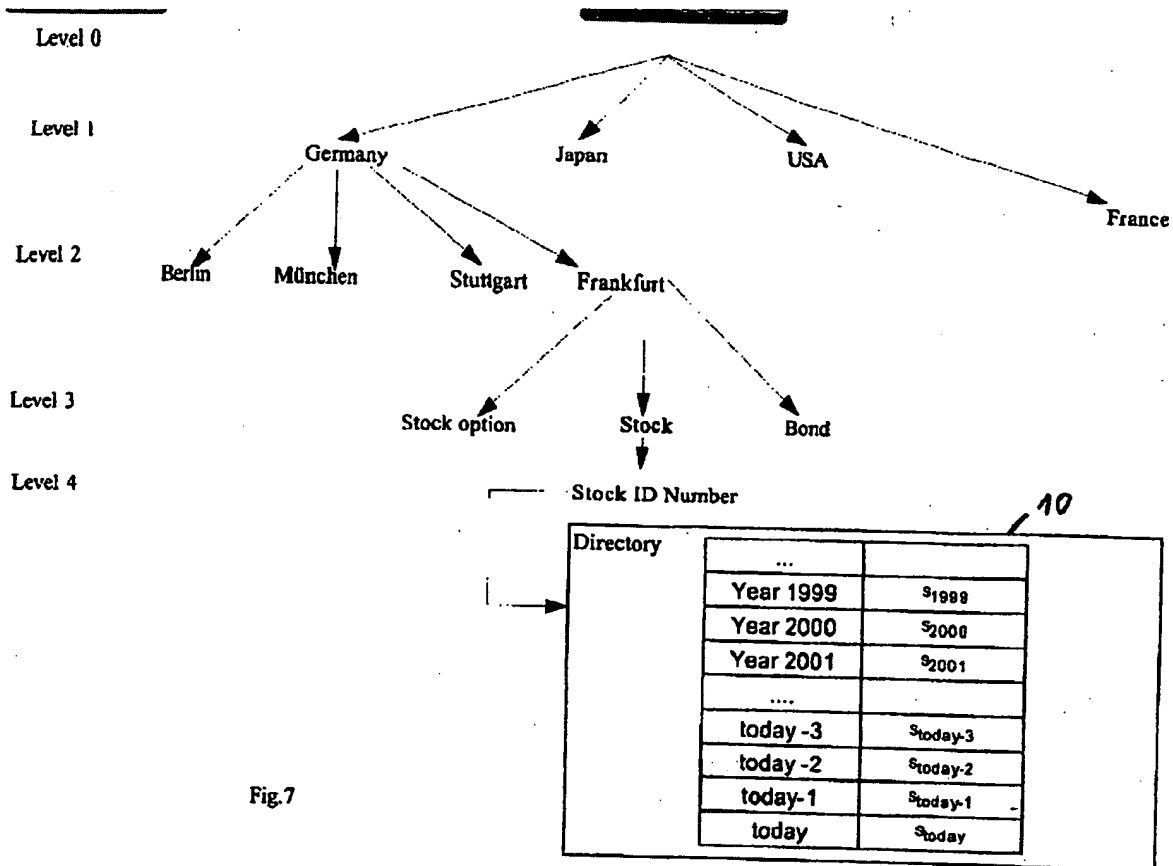 Level 0
Level 1
Germany Japan USA
France
Level 2
Berlin München Stuttgart Frankfurt
Level 3
Stock option Stock Bond
Level 4
Stock ID Number
10
Directory
...
Year 1999 s1999
Year 2000 s2000
Year 2001 s2001
....
today -3 stoday-3
today -2 stoday-2
today-1 stoday-1
today stoday
Fig.7